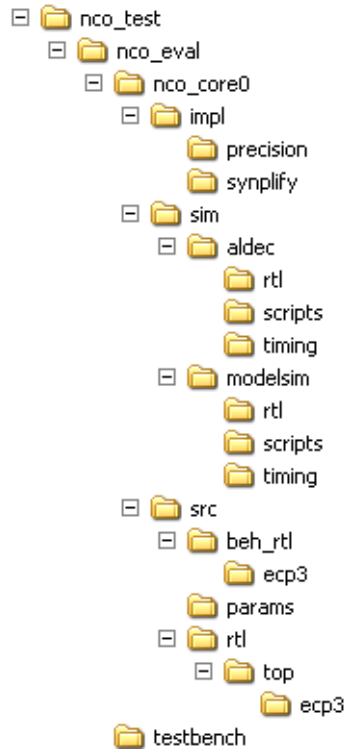 nco_test
nco_eval
nco_core0
impl
precision
synplify
sim
aldec
rtl
scripts
timing
modelsim
rtl
scripts
timing
src
beh_rtl
ecp3
params
rtl
top
ecp3
testbench